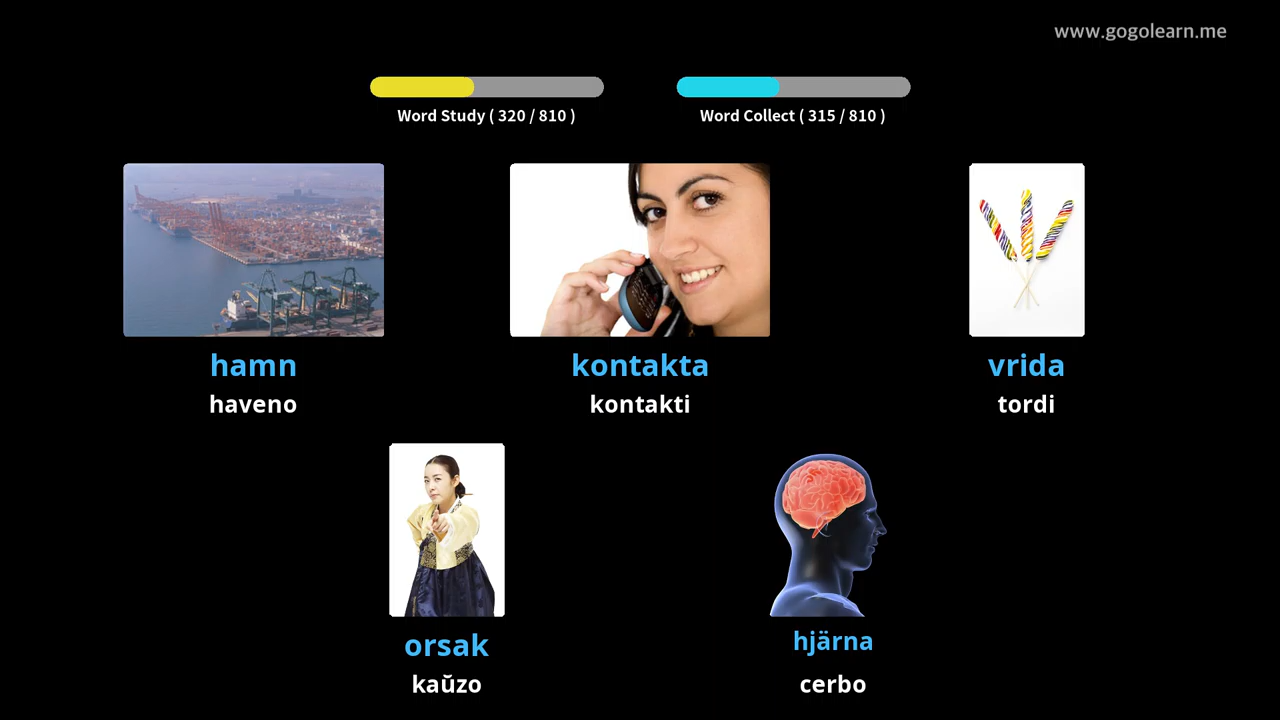 www.gogolearn.me
Word Study ( 320 / 810 )
Word Collect ( 315 / 810 )
hamn
haveno
kontakta
kontakti
vrida
tordi
orsak
kaŭzo
hjärna
cerbo